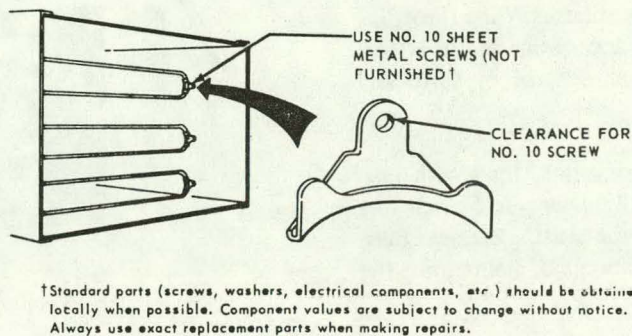 USE NO. 10 SHEET
METAL SCREWS (NOT
FURNISHED †
CLEARANCE FOR
NO. 10 SCREW
†Standard parts (screws, washers, electrical components, etc.) should be obtained
locally when possible. Component values are subject to change without notice.
Always use exact replacement parts when making repairs.